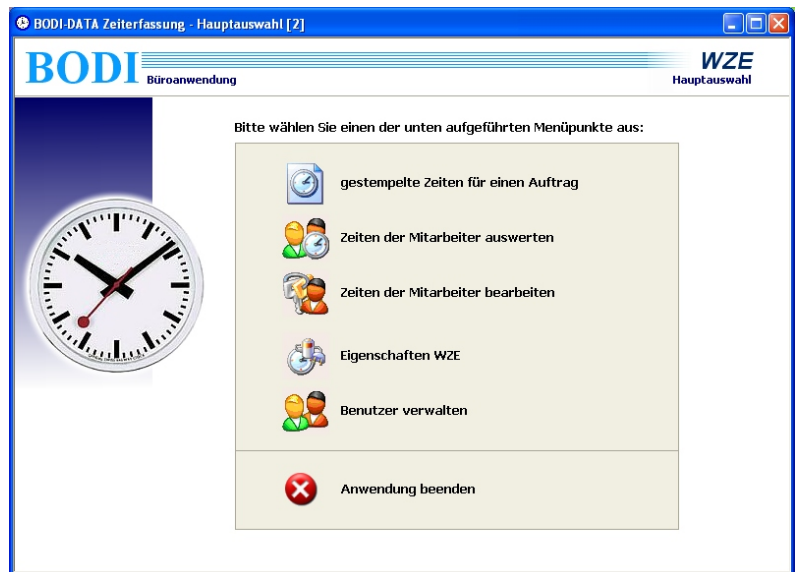 BODI-DATA Zeiterfassung - Hauptauswahl [2]
BODI Büroanwendung
WZE
Hauptauswahl
Bitte wählen Sie einen der unten aufgeführten Menüpunkte aus:
gestempelte Zeiten für einen Auftrag
Zeiten der Mitarbeiter auswerten
Zeiten der Mitarbeiter bearbeiten
Eigenschaften WZE
Benutzer verwalten
Anwendung beenden